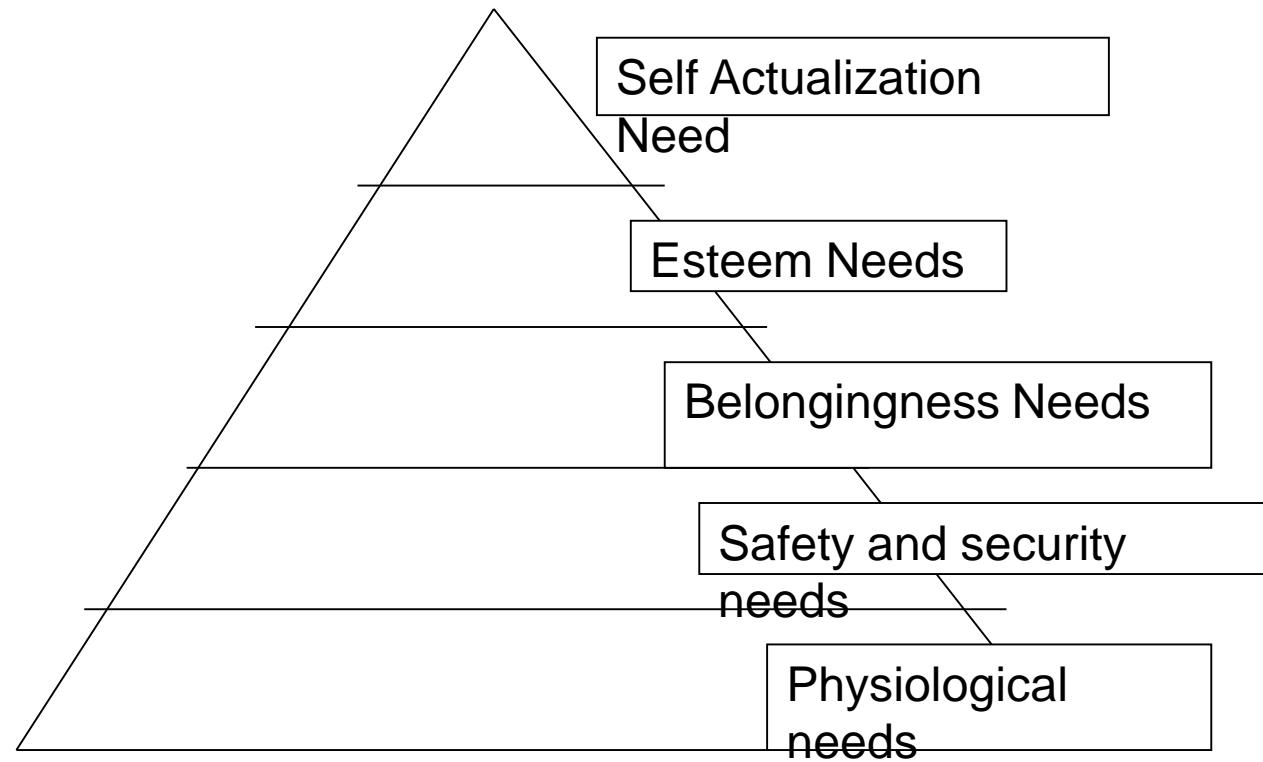 Self Actualization
Need
Esteem Needs
Belongingness Needs
Safety and security
needs
Physiological
needs